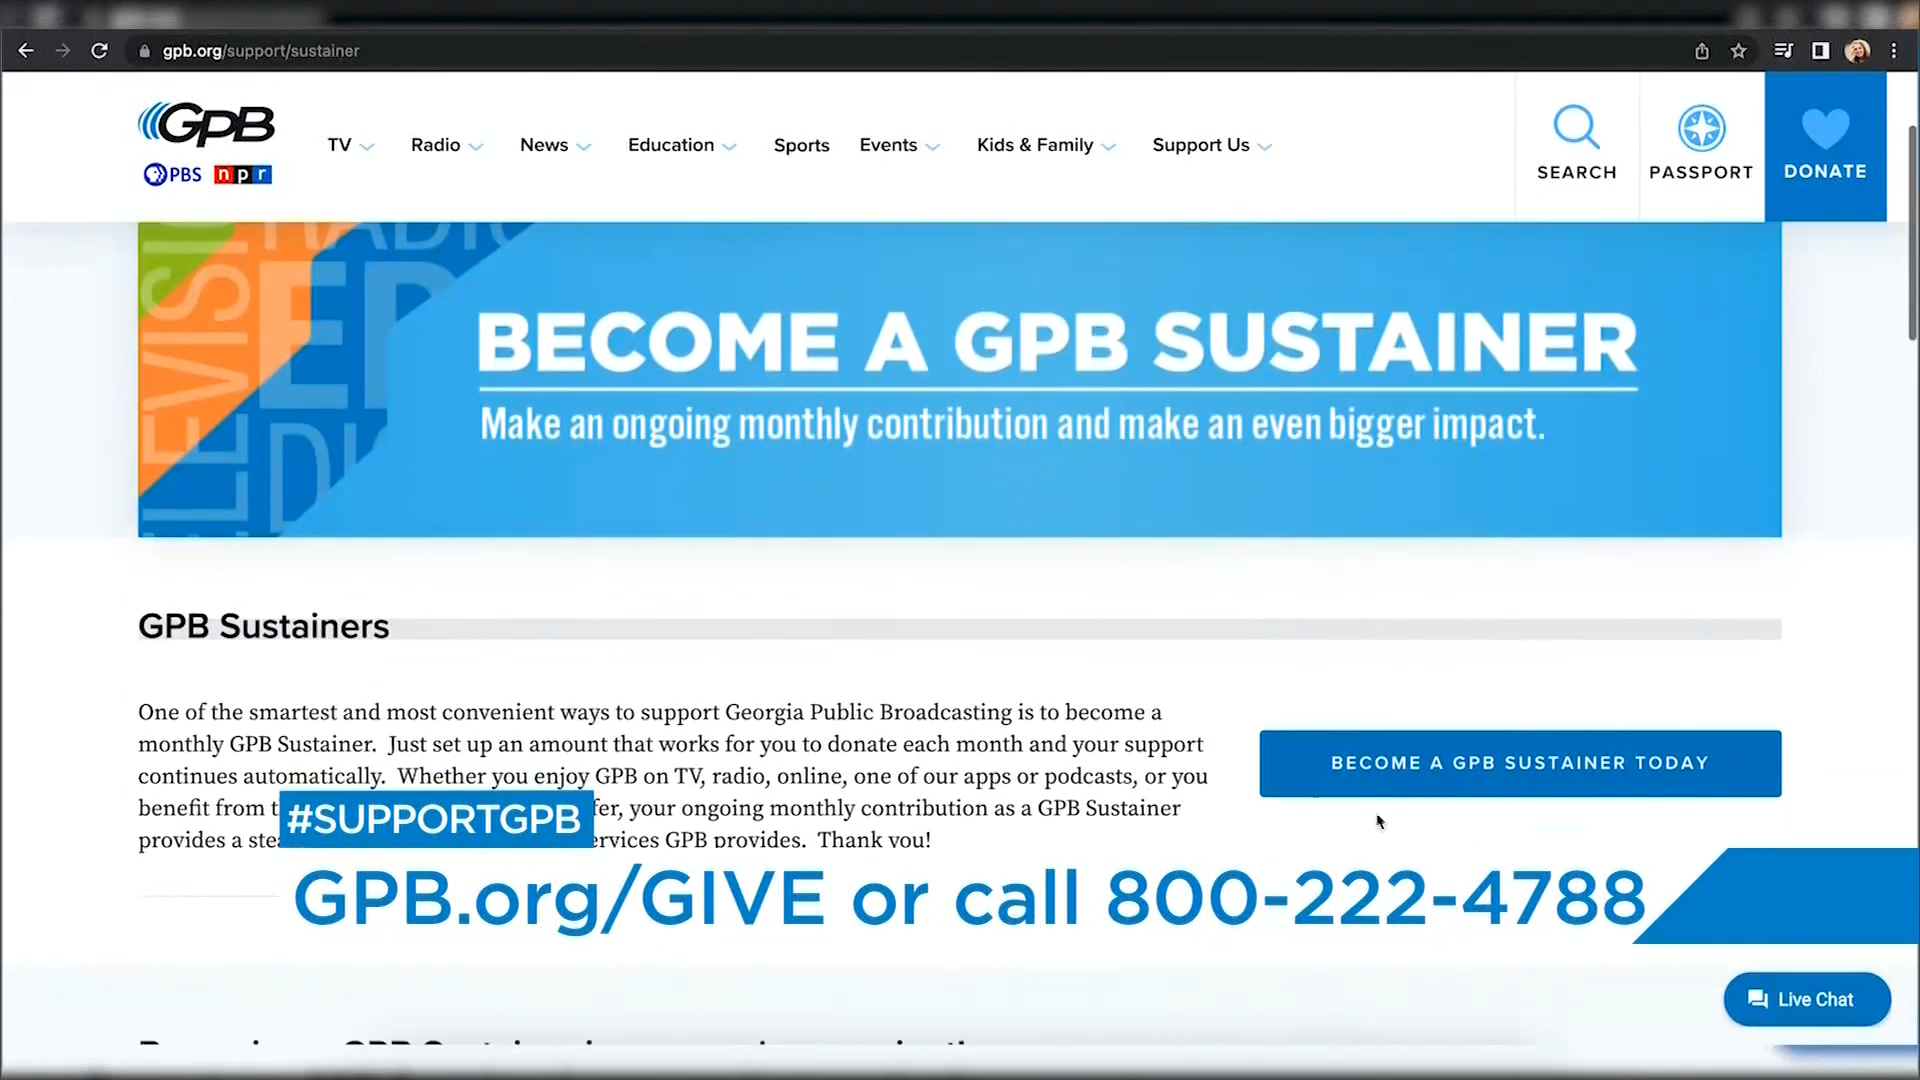 gpb.org/support/sustainer
GPB
PBS npr
TV Radio News Education Sports Events Kids & Family Support Us
SEARCH PASSPORT DONATE
BECOME A GPB SUSTAINER
Make an ongoing monthly contribution and make an even bigger impact.
GPB Sustainers
One of the smartest and most convenient ways to support Georgia Public Broadcasting is to become a
monthly GPB Sustainer. Just set up an amount that works for you to donate each month and your support
continues automatically. Whether you enjoy GPB on TV, radio, online, one of our apps or podcasts, or you
benefit from your ongoing monthly contribution as a GPB Sustainer
provides a GPB provides. Thank you!
BECOME A GPB SUSTAINER TODAY
#SUPPORTGPB
GPB.org/GIVE or call 800-222-4788
Live Chat